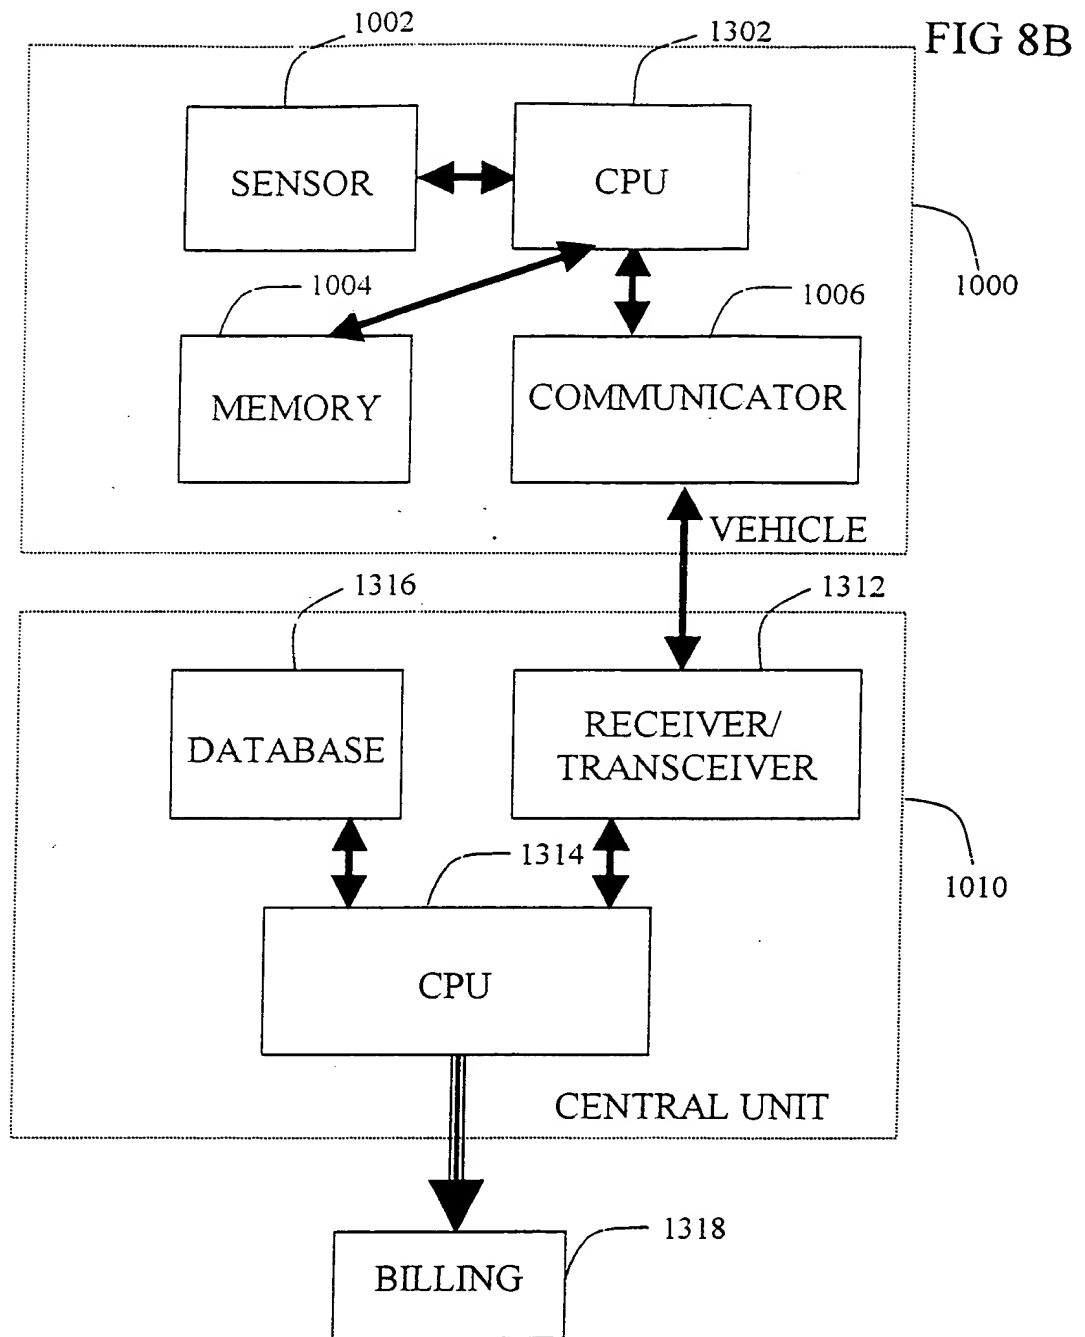 FIG 8B
1002
1302
SENSOR
CPU
1000
1004
1006
MEMORY
COMMUNICATOR
VEHICLE
1316
1312
DATABASE
RECEIVER/
TRANSCEIVER
1314
1010
CPU
CENTRAL UNIT
1318
BILLING